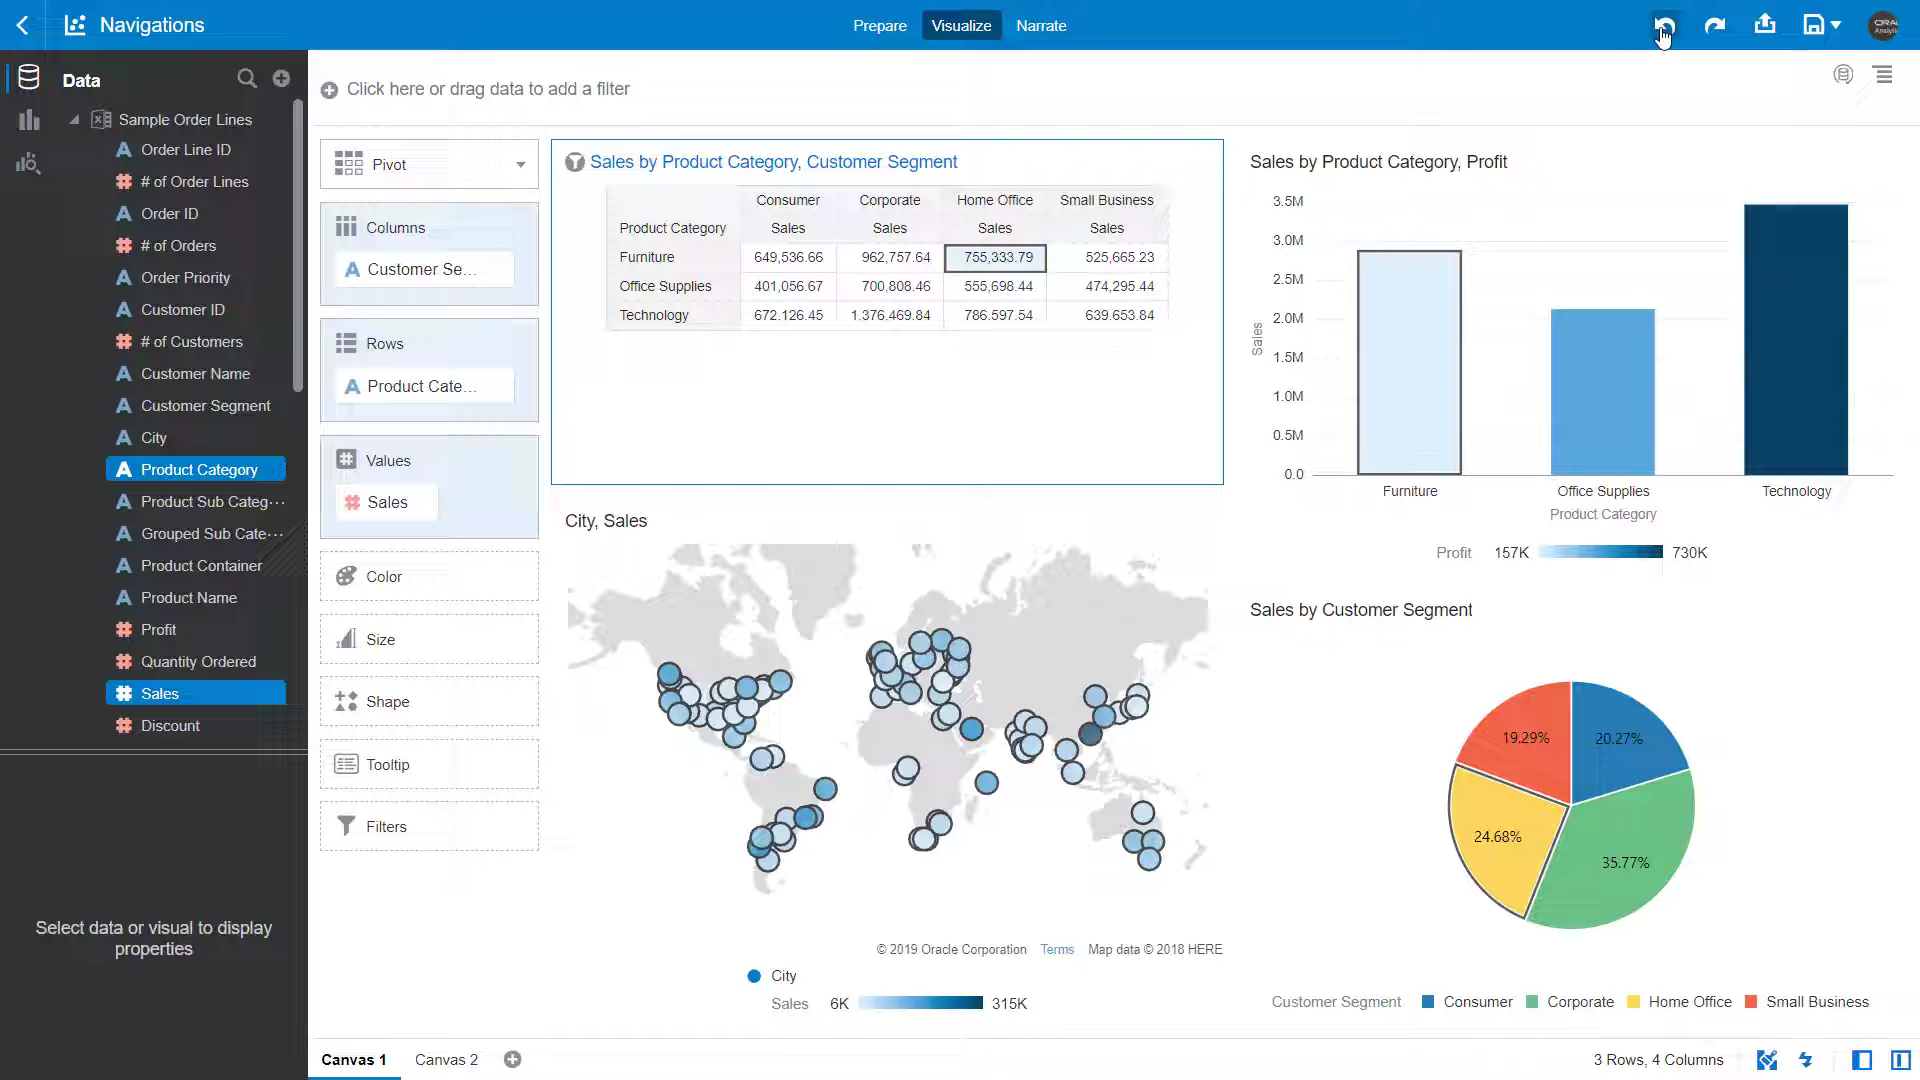 Navigations
Prepare
Visualize
Narrate
Data
Sample Order Lines
Order Line ID
# of Order Lines
Order ID
# of Orders
Order Priority
Customer ID
# of Customers
Customer Name
Customer Segment
City
Product Category
Product Sub Categ...
Grouped Sub Cate...
Product Container
Product Name
Profit
Quantity Ordered
Sales
Discount
Select data or visual to display
properties
Click here or drag data to add a filter
Pivot
Columns
Customer Se...
Rows
Product Cate...
Values
Sales
Color
Size
Shape
Tooltip
Filters
Sales by Product Category, Customer Segment
Consumer Corporate Home Office Small Business
Product Category Sales Sales Sales Sales
Furniture 649,536.66 962,757.64 755,333.79 525,665.23
Office Supplies 401,056.67 700,808.46 555,698.44 474,295.44
Technology 672.126.45 1.376.469.84 786.597.54 639.653.84
Sales by Product Category, Profit
3.5M
3.0M
2.5M
2.0M
1.5M
1.0M
0.5M
0.0
Sales
Furniture Office Supplies Technology
Product Category
Profit 157K 730K
City, Sales
© 2019 Oracle Corporation Terms Map data © 2018 HERE
City
Sales 6K 315K
Sales by Customer Segment
19.29%
20.27%
24.68%
35.77%
Customer Segment Consumer Corporate Home Office Small Business
Canvas 1
Canvas 2
3 Rows, 4 Columns